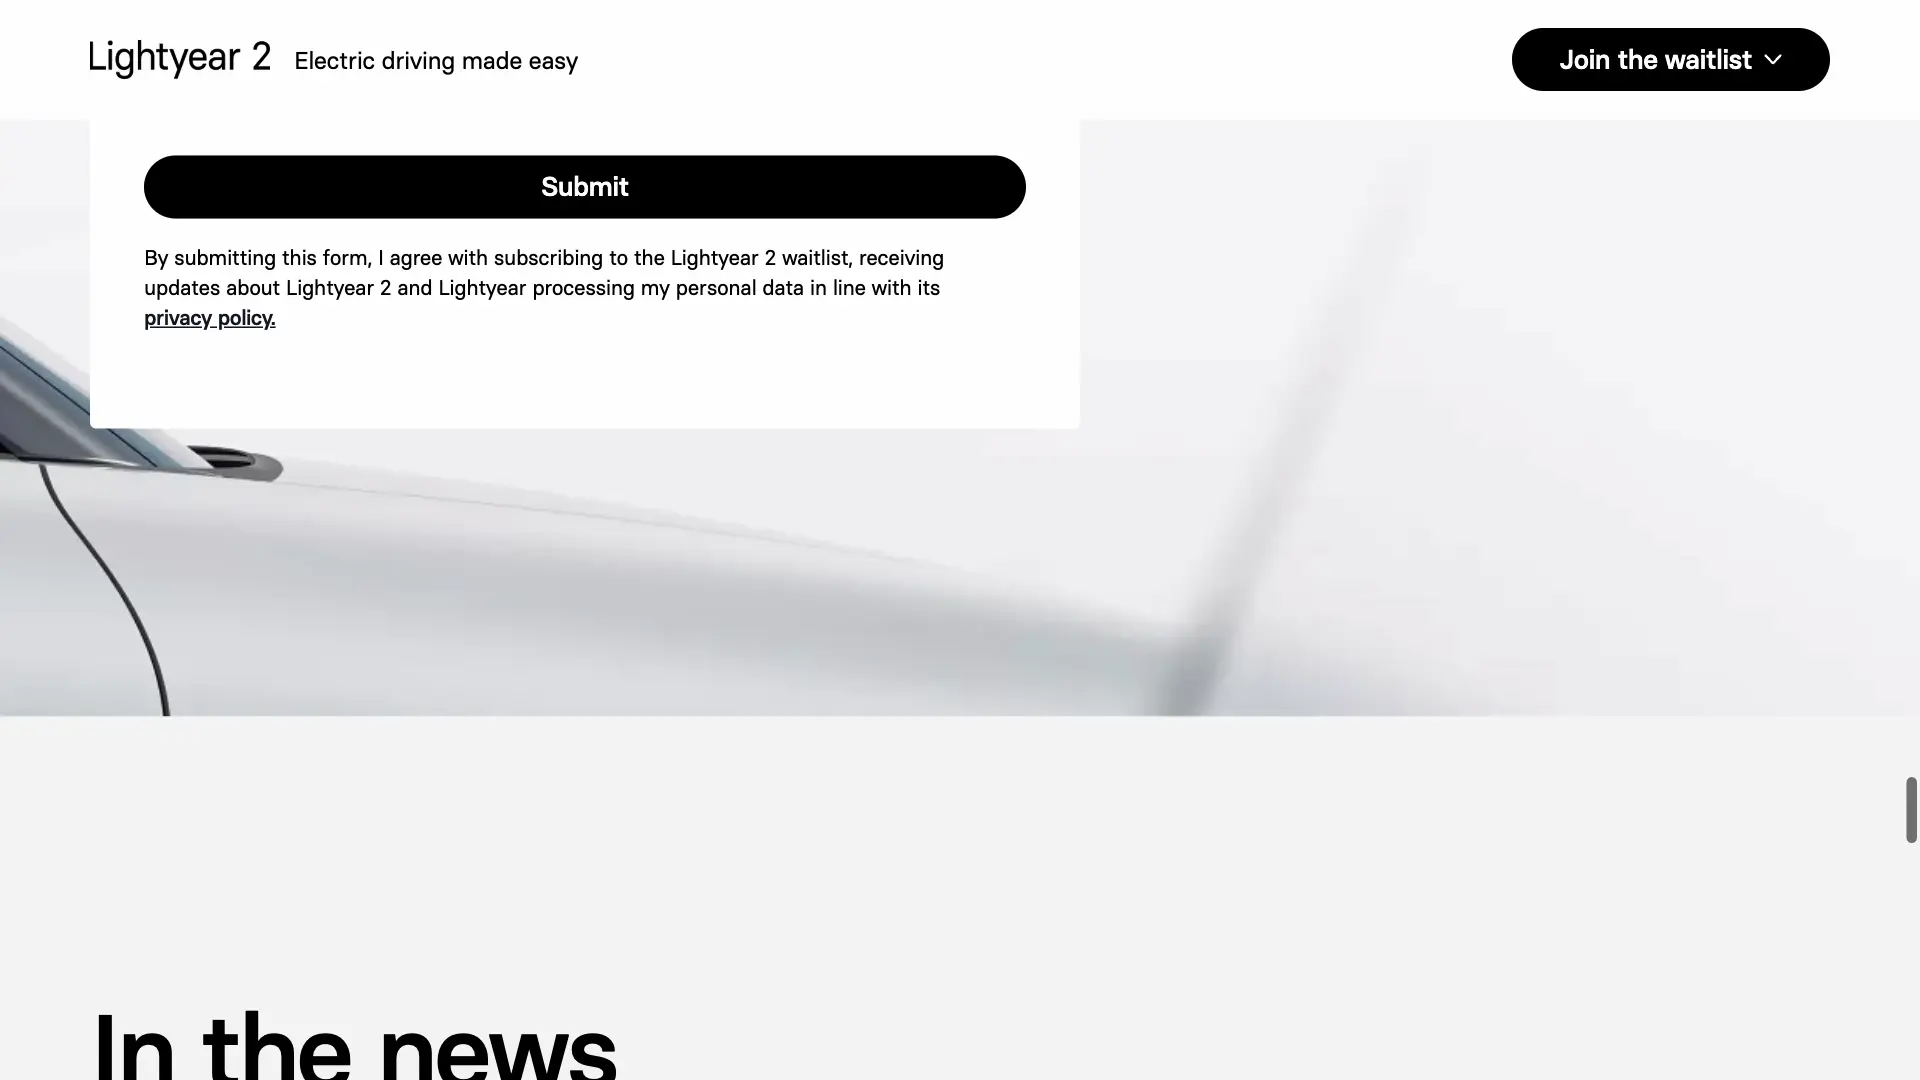 Lightyear 2 Electric driving made easy
Join the waitlist
Submit
By submitting this form, I agree with subscribing to the Lightyear 2 waitlist, receiving
updates about Lightyear 2 and Lightyear processing my personal data in line with its
privacy policy.
In the news